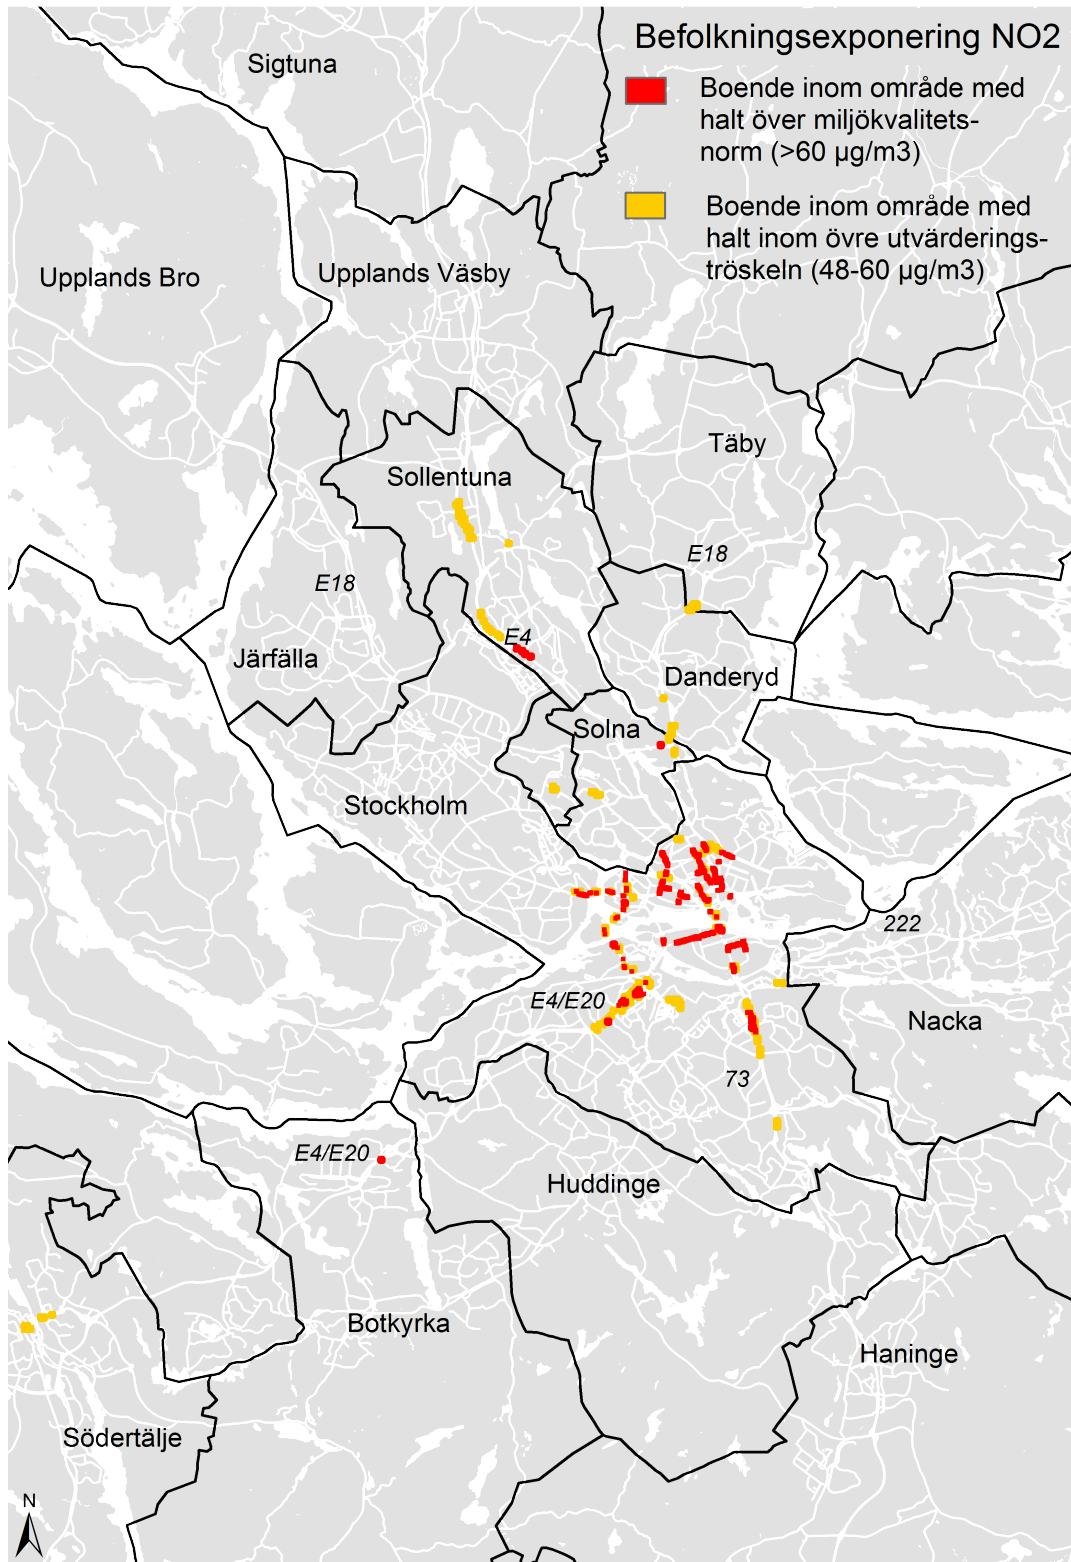 Befolkningsexponering NO2
Boende inom område med
halt över miljökvalitets-
norm (>60 µg/m3)
Boende inom område med
halt inom övre utvärderings-
tröskeln (48-60 µg/m3)
Sigtuna
Upplands Bro
Upplands Väsby
Täby
Sollentuna
E18
E18
E4
Järfälla
Danderyd
Solna
Stockholm
222
E4/E20
Nacka
73
E4/E20
Huddinge
Botkyrka
Haninge
Södertälje
N